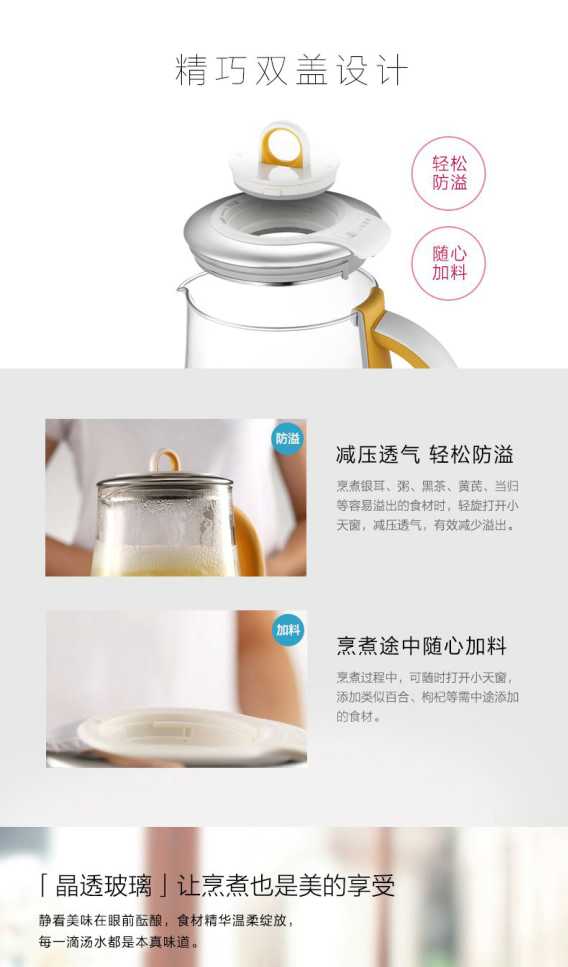 精巧双盖设计
轻松
防溢
随心
加料
防溢
减压透气 轻松防溢
烹煮银耳、粥、黑茶、黄芪、当归
等容易溢出的食材时，轻旋打开小
天窗，减压透气，有效减少溢出。
加料
烹煮途中随心加料
烹煮过程中，可随时打开小天窗，
添加类似百合、枸杞等需中途添加
的食材。
「晶透玻璃」让烹煮也是美的享受
静看美味在眼前酝酿，食材精华温柔绽放，
每一滴汤水都是本真味道。